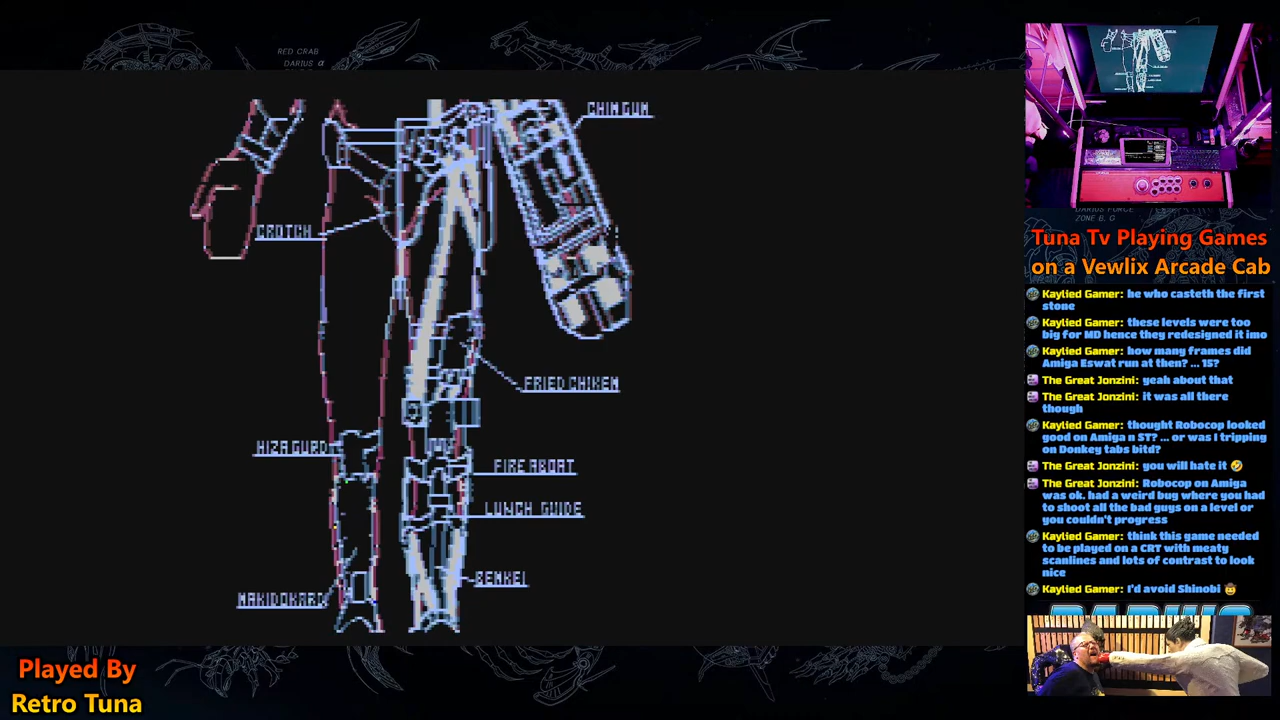 RED CRAB
DARIUS α
CHIN GUN
CROTCH
FRIED CHIKEN
HIZA GURD
FIRE ABOAT
LUNCH GUIDE
BENKEI
MAKIDOKARO
Played By
Retro Tuna
DARIUS FORCE
ZONE B, G
Tuna Tv Playing Games
on a Vewlix Arcade Cab
Kaylied Gamer: he who casteth the first
stone
Kaylied Gamer: these levels were too
big for MD hence they redesigned it imo
Kaylied Gamer: how many frames did
Amiga Eswat run at then? ... 15?
The Great Jonzini: yeah about that
The Great Jonzini: it was all there
though
Kaylied Gamer: thought Robocop looked
good on Amiga n ST? ... or was I tripping
on Donkey tabs bitd?
The Great Jonzini: you will hate it 🤣
The Great Jonzini: Robocop on Amiga
was ok. had a weird bug where you had
to shoot all the bad guys on a level or
you couldn't progress
Kaylied Gamer: think this game needed
to be played on a CRT with meaty
scanlines and lots of contrast to look
nice
Kaylied Gamer: I'd avoid Shinobi 🤠